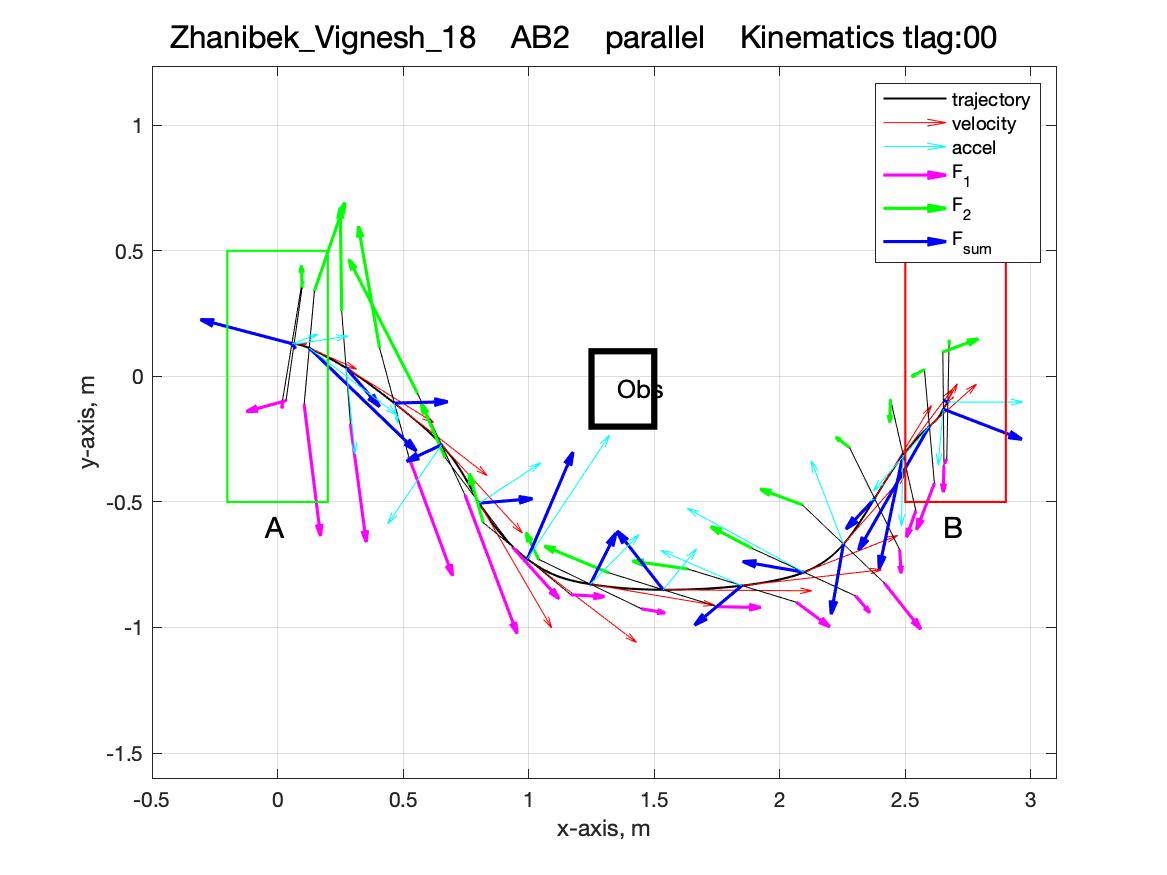 Zhanibek_Vignesh_18 AB2 parallel Kinematics tlag:00
trajectory
velocity
accel
F1
F2
Fsum
1
0.5
0
-0.5
-1
-1.5
y-axis, m
Obs
A
B
-0.5 0 0.5 1 1.5 2 2.5 3
x-axis, m